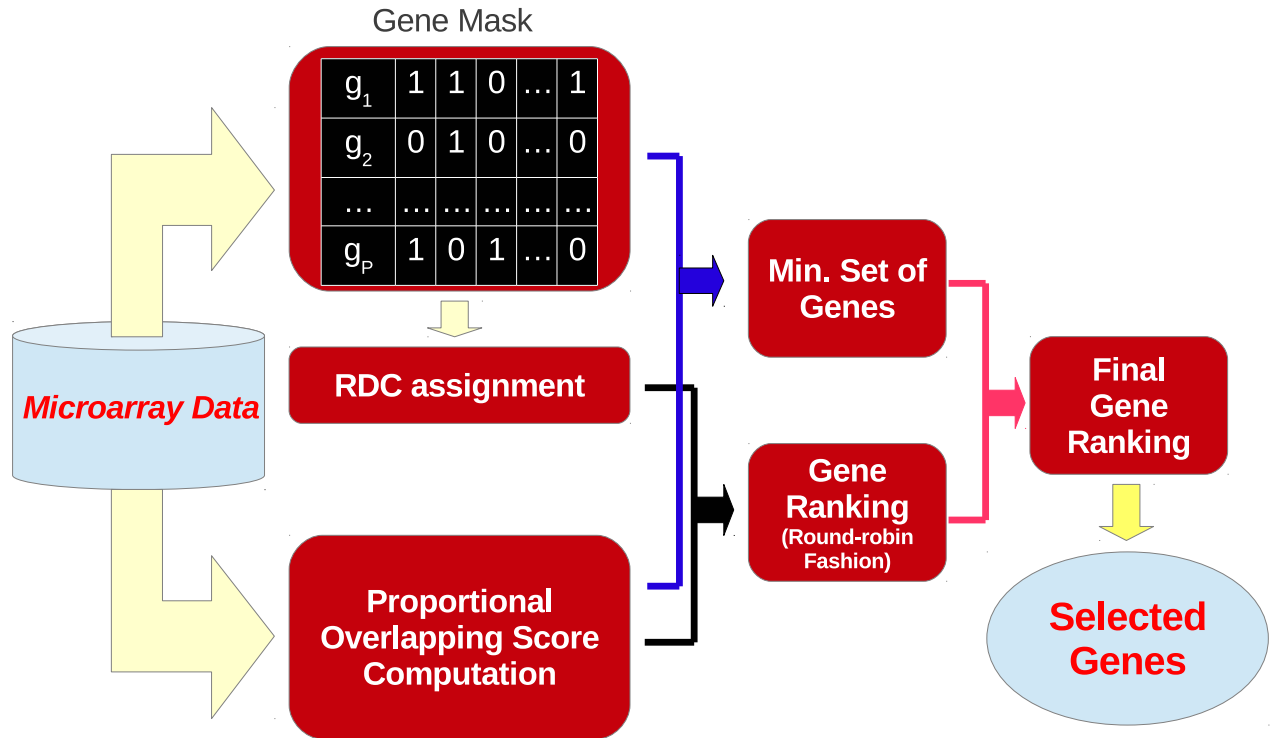 Gene Mask
g1 1 1 0 ... 1
g2 0 1 0 ... 0
... ... ... ... ... ...
gP 1 0 1 ... 0
Microarray Data
RDC assignment
Proportional
Overlapping Score
Computation
Min. Set of
Genes
Gene
Ranking
(Round-robin
Fashion)
Final
Gene
Ranking
Selected
Genes